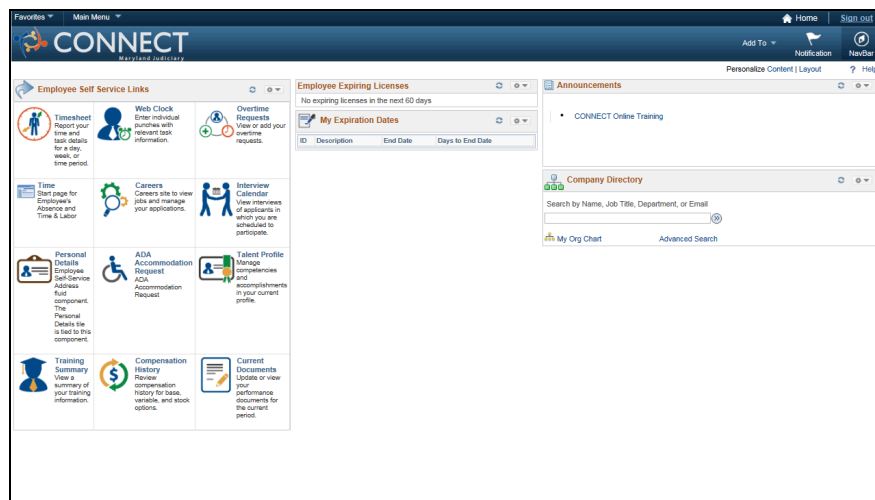 Favorites Main Menu
Home Sign out
CONNECT
Maryland Judiciary
Add To
Notification
NavBar
Personalize Content | Layout ? Help
Employee Self Service Links
Timesheet
Report your
time and
task details
for a day,
week, or
time period.
Web Clock
Enter individual
punches with
relevant task
information.
Overtime
Requests
View or add your
overtime
requests.
Time
Start page for
Employee's
Absence and
Time & Labor
Careers
Careers site to view
jobs and manage
your applications.
Interview
Calendar
View interviews
of applicants in
which you are
scheduled to
participate.
Personal
Details
Employee
Self-Service
Address
fluid
component.
The
Personal
Details tile
is tied to this
component.
ADA
Accommodation
Request
ADA
Accommodation
Request
Talent Profile
Manage
competencies
and
accomplishments
in your current
profile.
Training
Summary
View a
summary of
your training
information.
Compensation
History
Review
compensation
history for base,
variable, and stock
options.
Current
Documents
Update or view
your
performance
documents for
the current
period.
Employee Expiring Licenses
No expiring licenses in the next 60 days
My Expiration Dates
ID Description End Date Days to End Date
Announcements
• CONNECT Online Training
Company Directory
Search by Name, Job Title, Department, or Email
My Org Chart Advanced Search